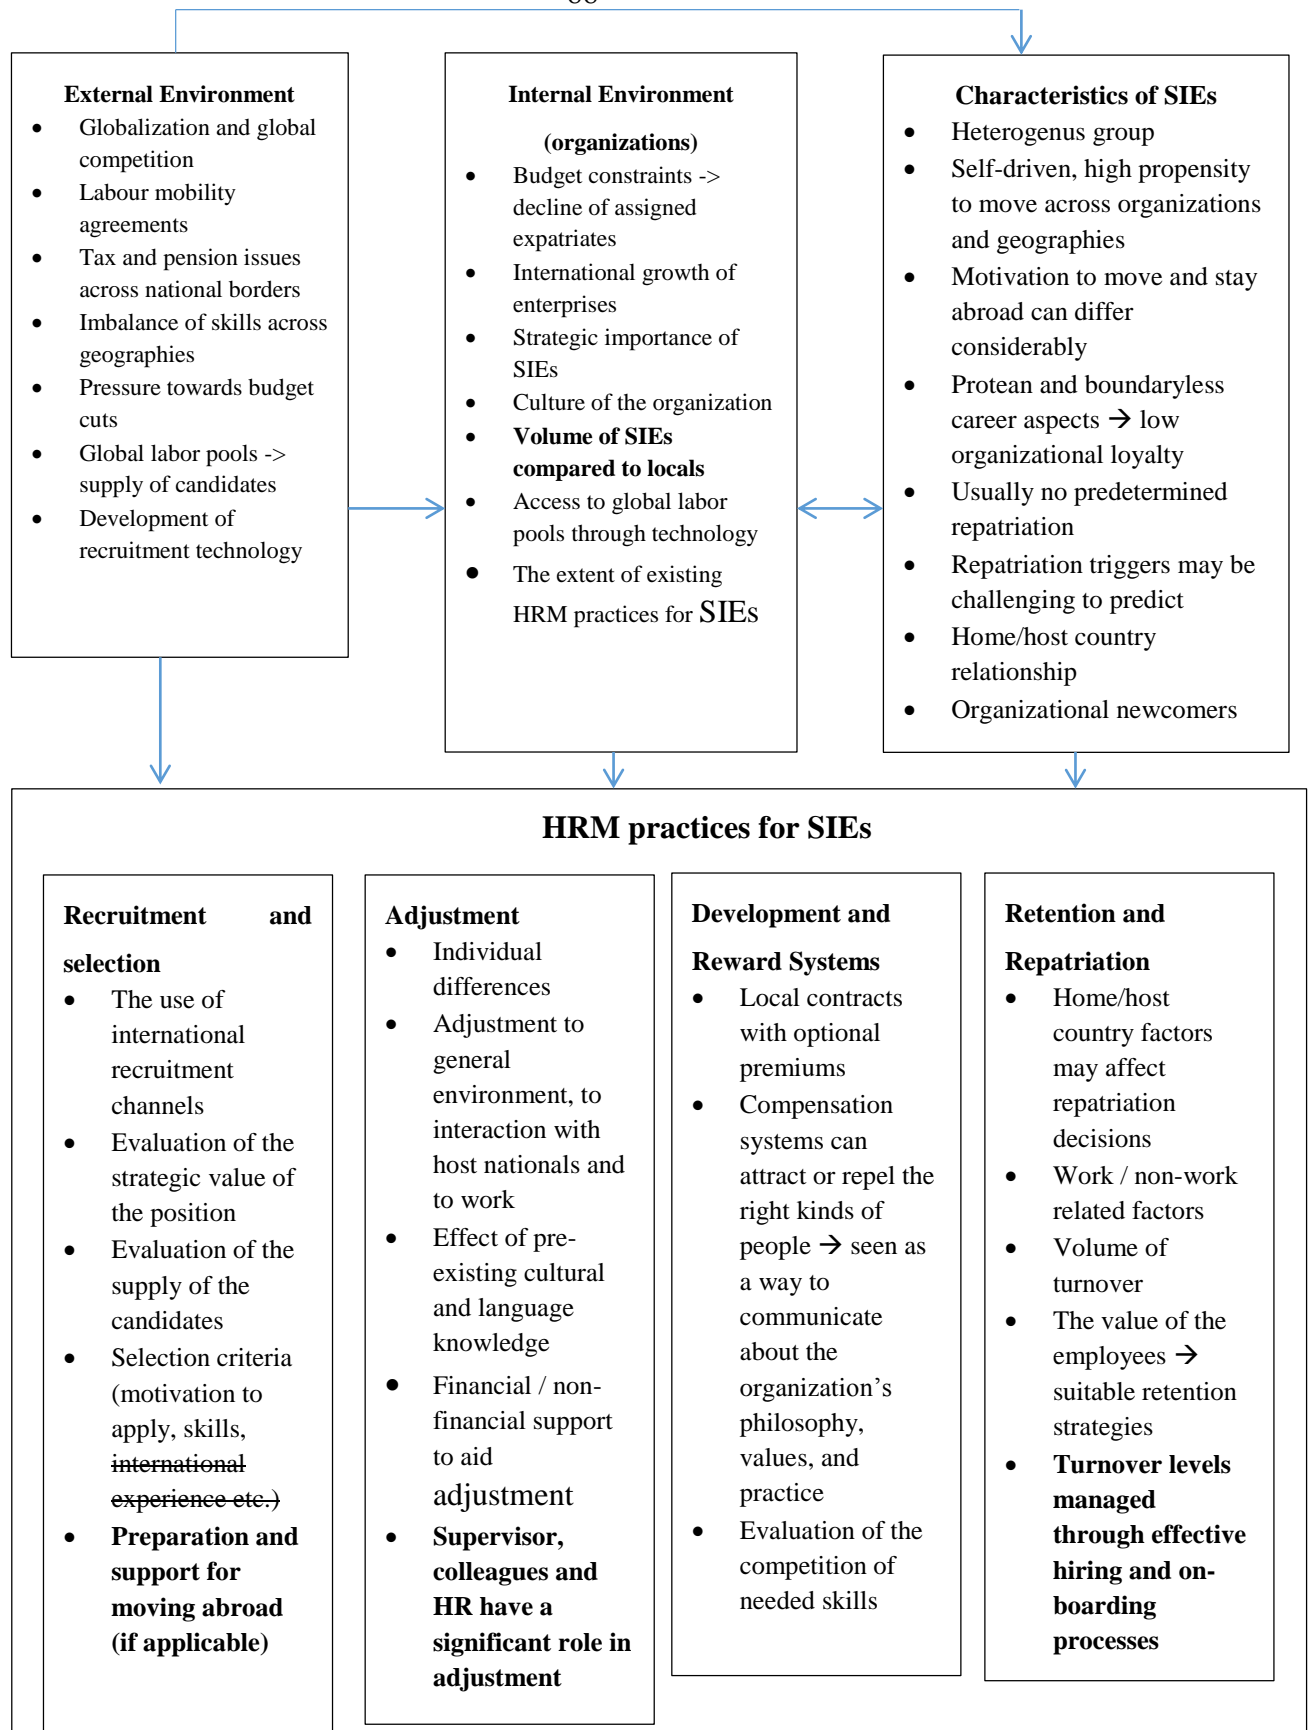 External Environment
• Globalization and global
competition
• Labour mobility
agreements
• Tax and pension issues
across national borders
• Imbalance of skills across
geographies
• Pressure towards budget
cuts
• Global labor pools ->
supply of candidates
• Development of
recruitment technology
Internal Environment
(organizations)
• Budget constraints ->
decline of assigned
expatriates
• International growth of
enterprises
• Strategic importance of
SIEs
• Culture of the organization
• Volume of SIEs
compared to locals
• Access to global labor
pools through technology
• The extent of existing
HRM practices for SIEs
Characteristics of SIEs
• Heterogenus group
• Self-driven, high propensity
to move across organizations
and geographies
• Motivation to move and stay
abroad can differ
considerably
• Protean and boundaryless
career aspects → low
organizational loyalty
• Usually no predetermined
repatriation
• Repatriation triggers may be
challenging to predict
• Home/host country
relationship
• Organizational newcomers
HRM practices for SIEs
Recruitment and
selection
• The use of
international
recruitment
channels
• Evaluation of the
strategic value of
the position
• Evaluation of the
supply of the
candidates
• Selection criteria
(motivation to
apply, skills,
international
experience etc.)
• Preparation and
support for
moving abroad
(if applicable)
Adjustment
• Individual
differences
• Adjustment to
general
environment, to
interaction with
host nationals and
to work
• Effect of pre-
existing cultural
and language
knowledge
• Financial / non-
financial support
to aid
adjustment
• Supervisor,
colleagues and
HR have a
significant role in
adjustment
Development and
Reward Systems
• Local contracts
with optional
premiums
• Compensation
systems can
attract or repel the
right kinds of
people → seen as
a way to
communicate
about the
organization’s
philosophy,
values, and
practice
• Evaluation of the
competition of
needed skills
Retention and
Repatriation
• Home/host
country factors
may affect
repatriation
decisions
• Work / non-work
related factors
• Volume of
turnover
• The value of the
employees →
suitable retention
strategies
• Turnover levels
managed
through effective
hiring and on-
boarding
processes